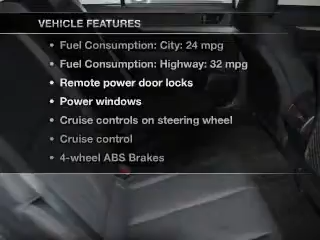 VEHICLE FEATURES
• Fuel Consumption: City: 24 mpg
• Fuel Consumption: Highway: 32 mpg
• Remote power door locks
• Power windows
• Cruise controls on steering wheel
• Cruise control
• 4-wheel ABS Brakes